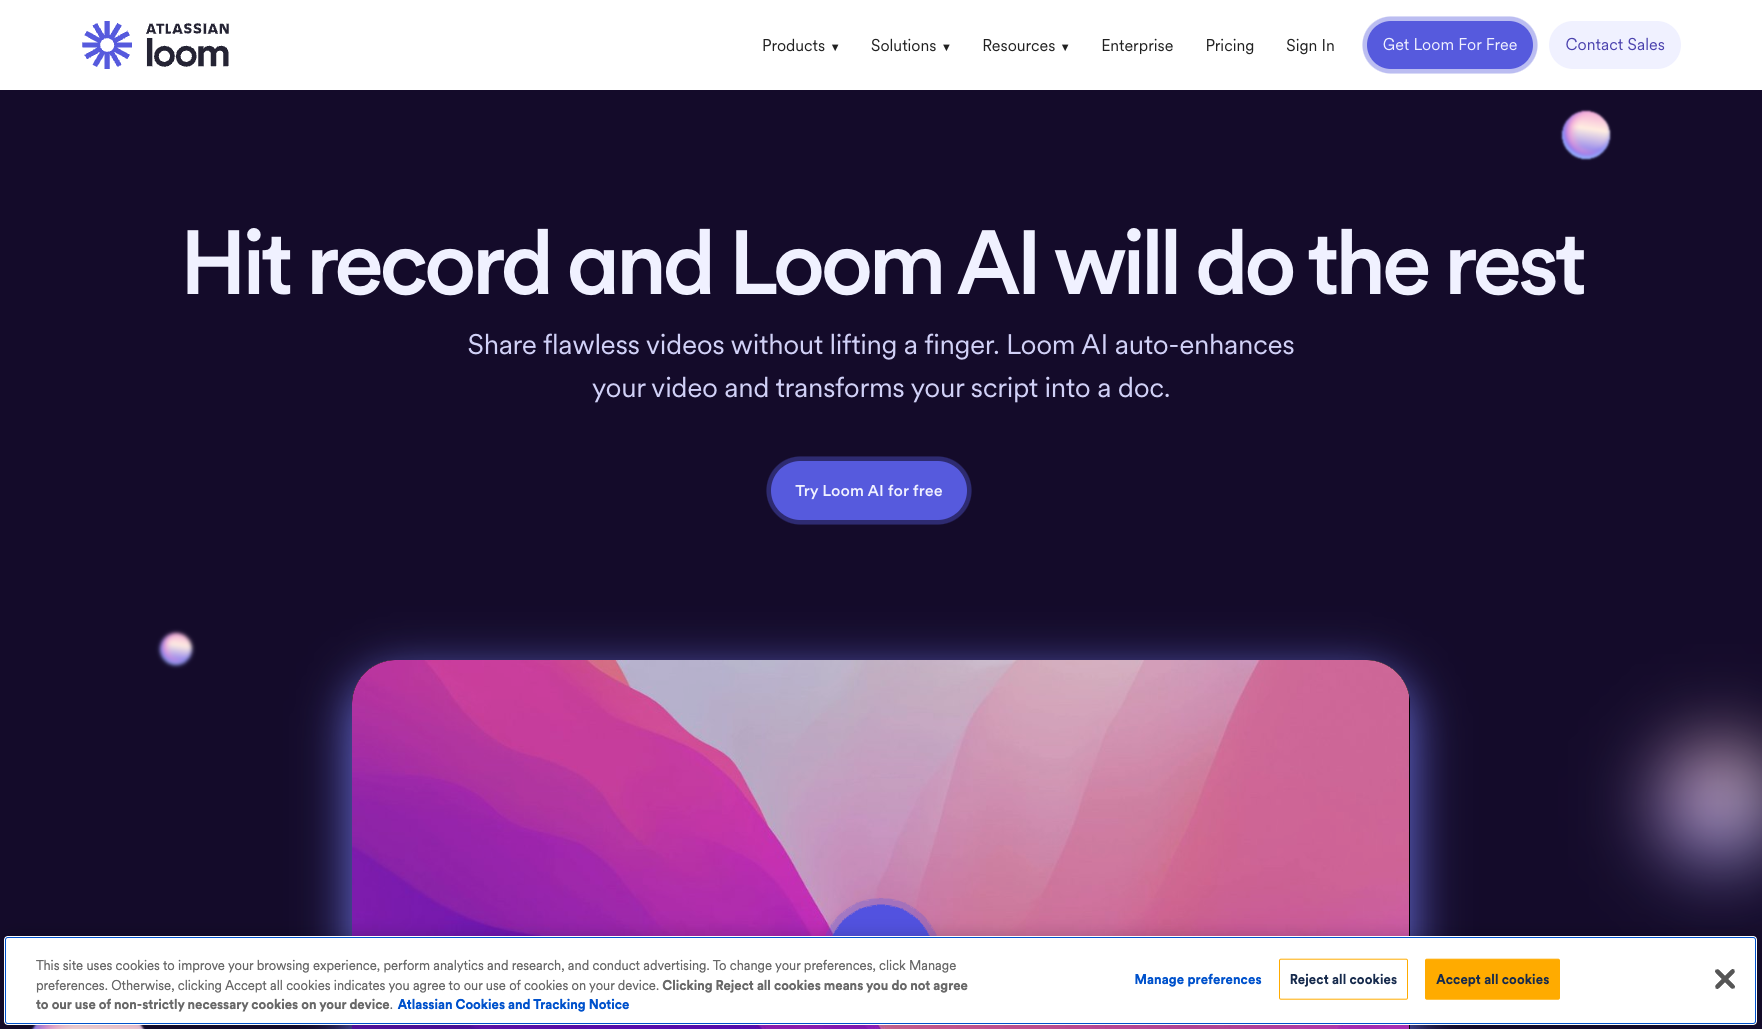 ATLASSIAN
loom
Products ▾ Solutions ▾ Resources ▾ Enterprise Pricing Sign In Get Loom For Free Contact Sales
Hit record and Loom AI will do the rest
Share flawless videos without lifting a finger. Loom AI auto-enhances
your video and transforms your script into a doc.
Try Loom AI for free
This site uses cookies to improve your browsing experience, perform analytics and research, and conduct advertising. To change your preferences, click Manage
preferences. Otherwise, clicking Accept all cookies indicates you agree to our use of cookies on your device. Clicking Reject all cookies means you do not agree
to our use of non-strictly necessary cookies on your device. Atlassian Cookies and Tracking Notice
Manage preferences Reject all cookies Accept all cookies